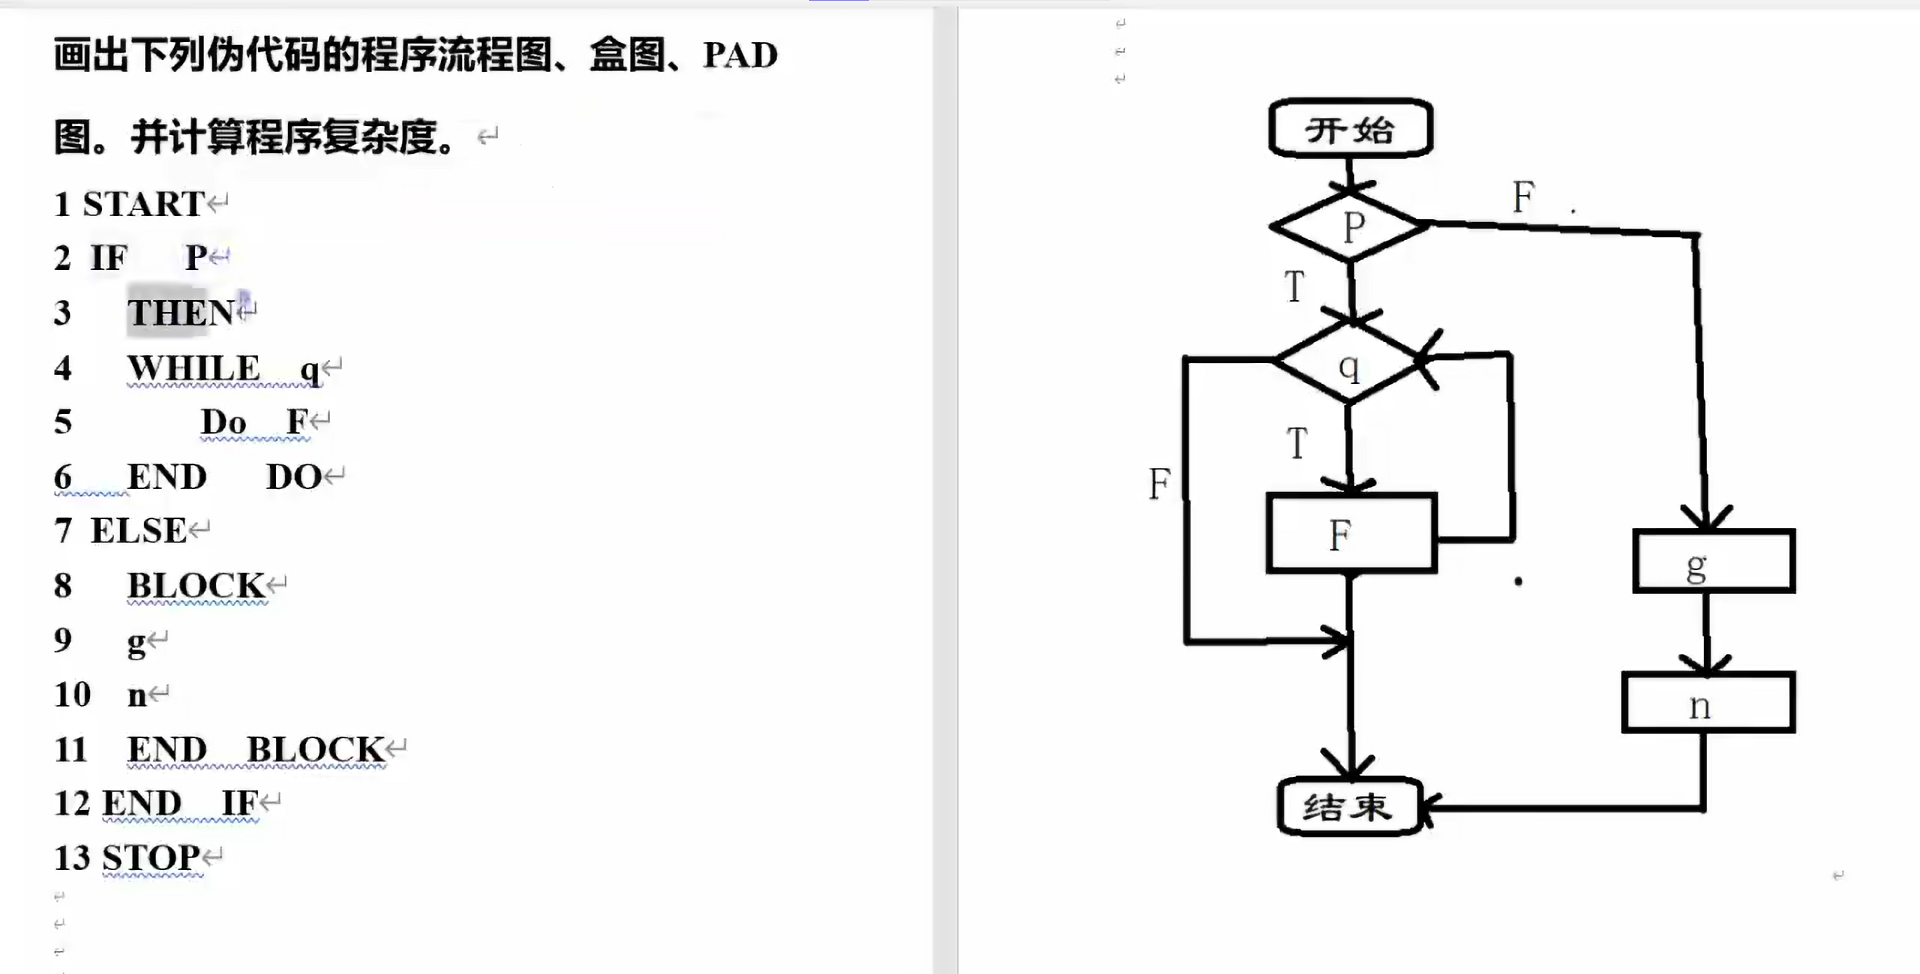 画出下列伪代码的程序流程图、盒图、PAD
图。并计算程序复杂度。
1 START
2 IF P
3 THEN
4 WHILE q
5 Do F
6 END DO
7 ELSE
8 BLOCK
9 g
10 n
11 END BLOCK
12 END IF
13 STOP
开始
P
F
T
q
T
F
F
g
n
结束